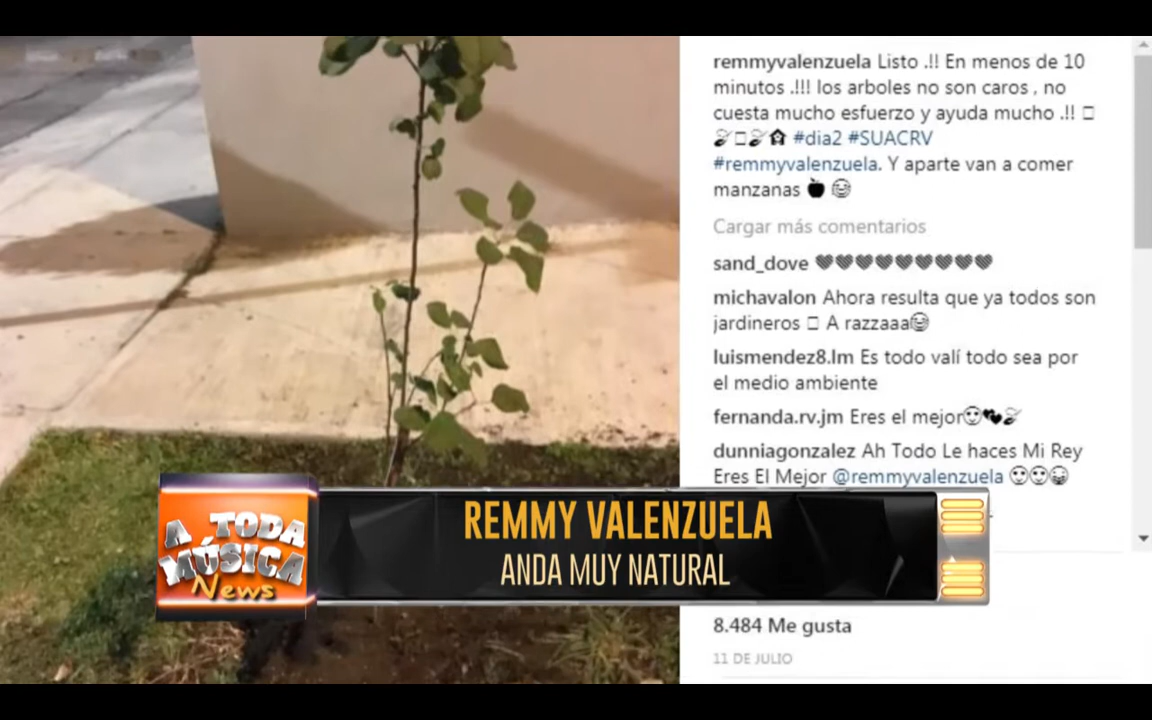 remmyvalenzuela Listo .!! En menos de 10
minutos .!!! los arboles no son caros , no
cuesta mucho esfuerzo y ayuda mucho .!!
#dia2 #SUACRV
#remmyvalenzuela. Y aparte van a comer
manzanas
Cargar más comentarios
sand_dove
michavalon Ahora resulta que ya todos son
jardineros A razzaaa
luismendez8.lm Es todo valí todo sea por
el medio ambiente
fernanda.rv.jm Eres el mejor
dunniagonzalez Ah Todo Le haces Mi Rey
Eres El Mejor @remmyvalenzuela
A TODA
MÚSICA
News
REMMY VALENZUELA
ANDA MUY NATURAL
8.484 Me gusta
11 DE JULIO